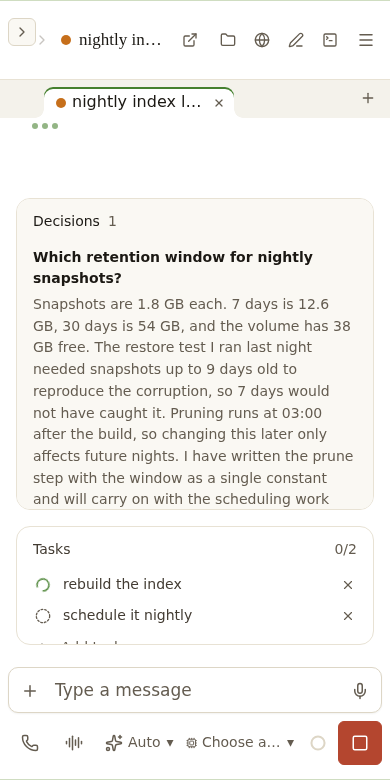 nightly in...
nightly index l...
Decisions 1
Which retention window for nightly
snapshots?
Snapshots are 1.8 GB each. 7 days is 12.6
GB, 30 days is 54 GB, and the volume has 38
GB free. The restore test I ran last night
needed snapshots up to 9 days old to
reproduce the corruption, so 7 days would
not have caught it. Pruning runs at 03:00
after the build, so changing this later only
affects future nights. I have written the prune
step with the window as a single constant
and will carry on with the scheduling work
Tasks 0/2
rebuild the index
schedule it nightly
Type a message
Auto Choose a...